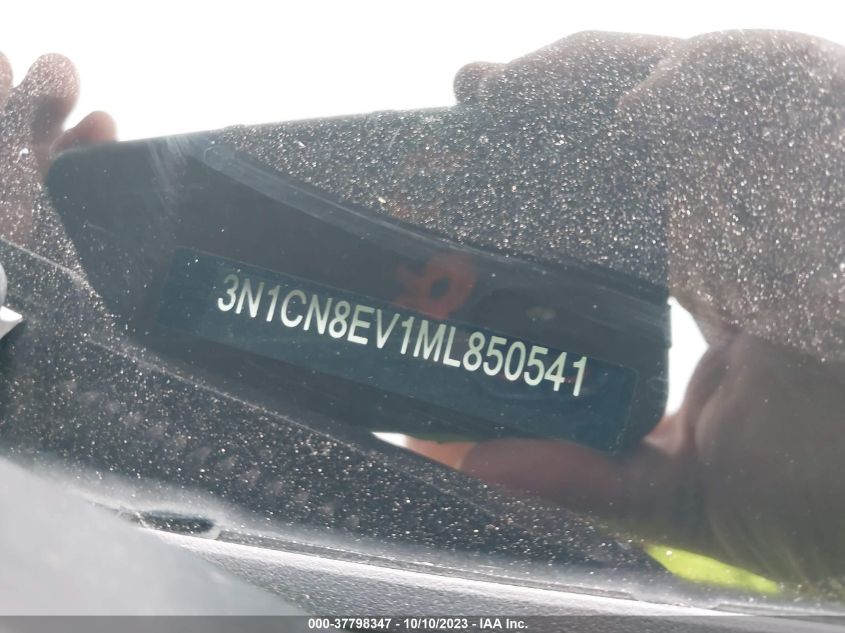 3N1CN8EV1ML850541
000-37798347 - 10/10/2023 - IAA Inc.